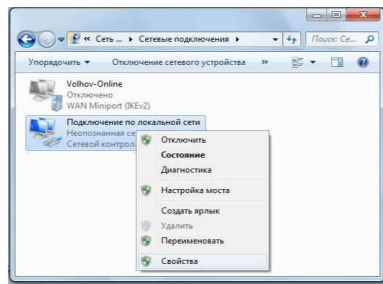 « Сеть ... ▸ Сетевые подключения ▸
Поиск: Се...
Упорядочить ▾ Отключение сетевого устройства »
Volhov-Online
Отключено
WAN Miniport (IKEv2)
Подключение по локальной сети
Неопознанная се
Сетевой контрол
Отключить
Состояние
Диагностика
Настройка моста
Создать ярлык
Удалить
Переименовать
Свойства